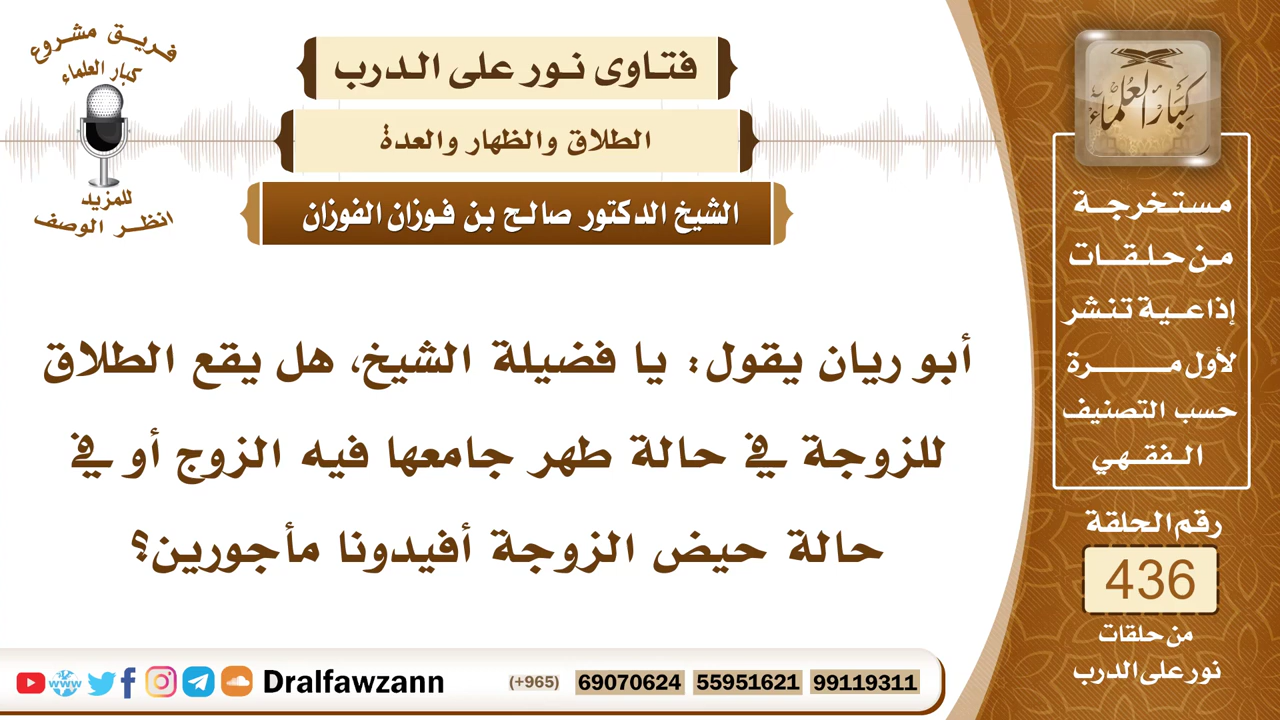 فريق مشروع
كبار العلماء
للمزيد
انظر الوصف
فتاوى نور على الدرب
الطلاق والظهار والعدة
الشيخ الدكتور صالح بن فوزان الفوزان
أبو ريان يقول: يا فضيلة الشيخ، هل يقع الطلاق
للزوجة في حالة طهر جامعها فيه الزوج أو في
حالة حيض الزوجة أفيدونا مأجورين؟
كبار العلماء
مستخرجة
من حلقات
إذاعية تنشر
لأول مرة
حسب التصنيف
الفقهي
رقم الحلقة
436
من حلقات
نور على الدرب
www
Dralfawzann
(+965) 69070624 55951621 99119311